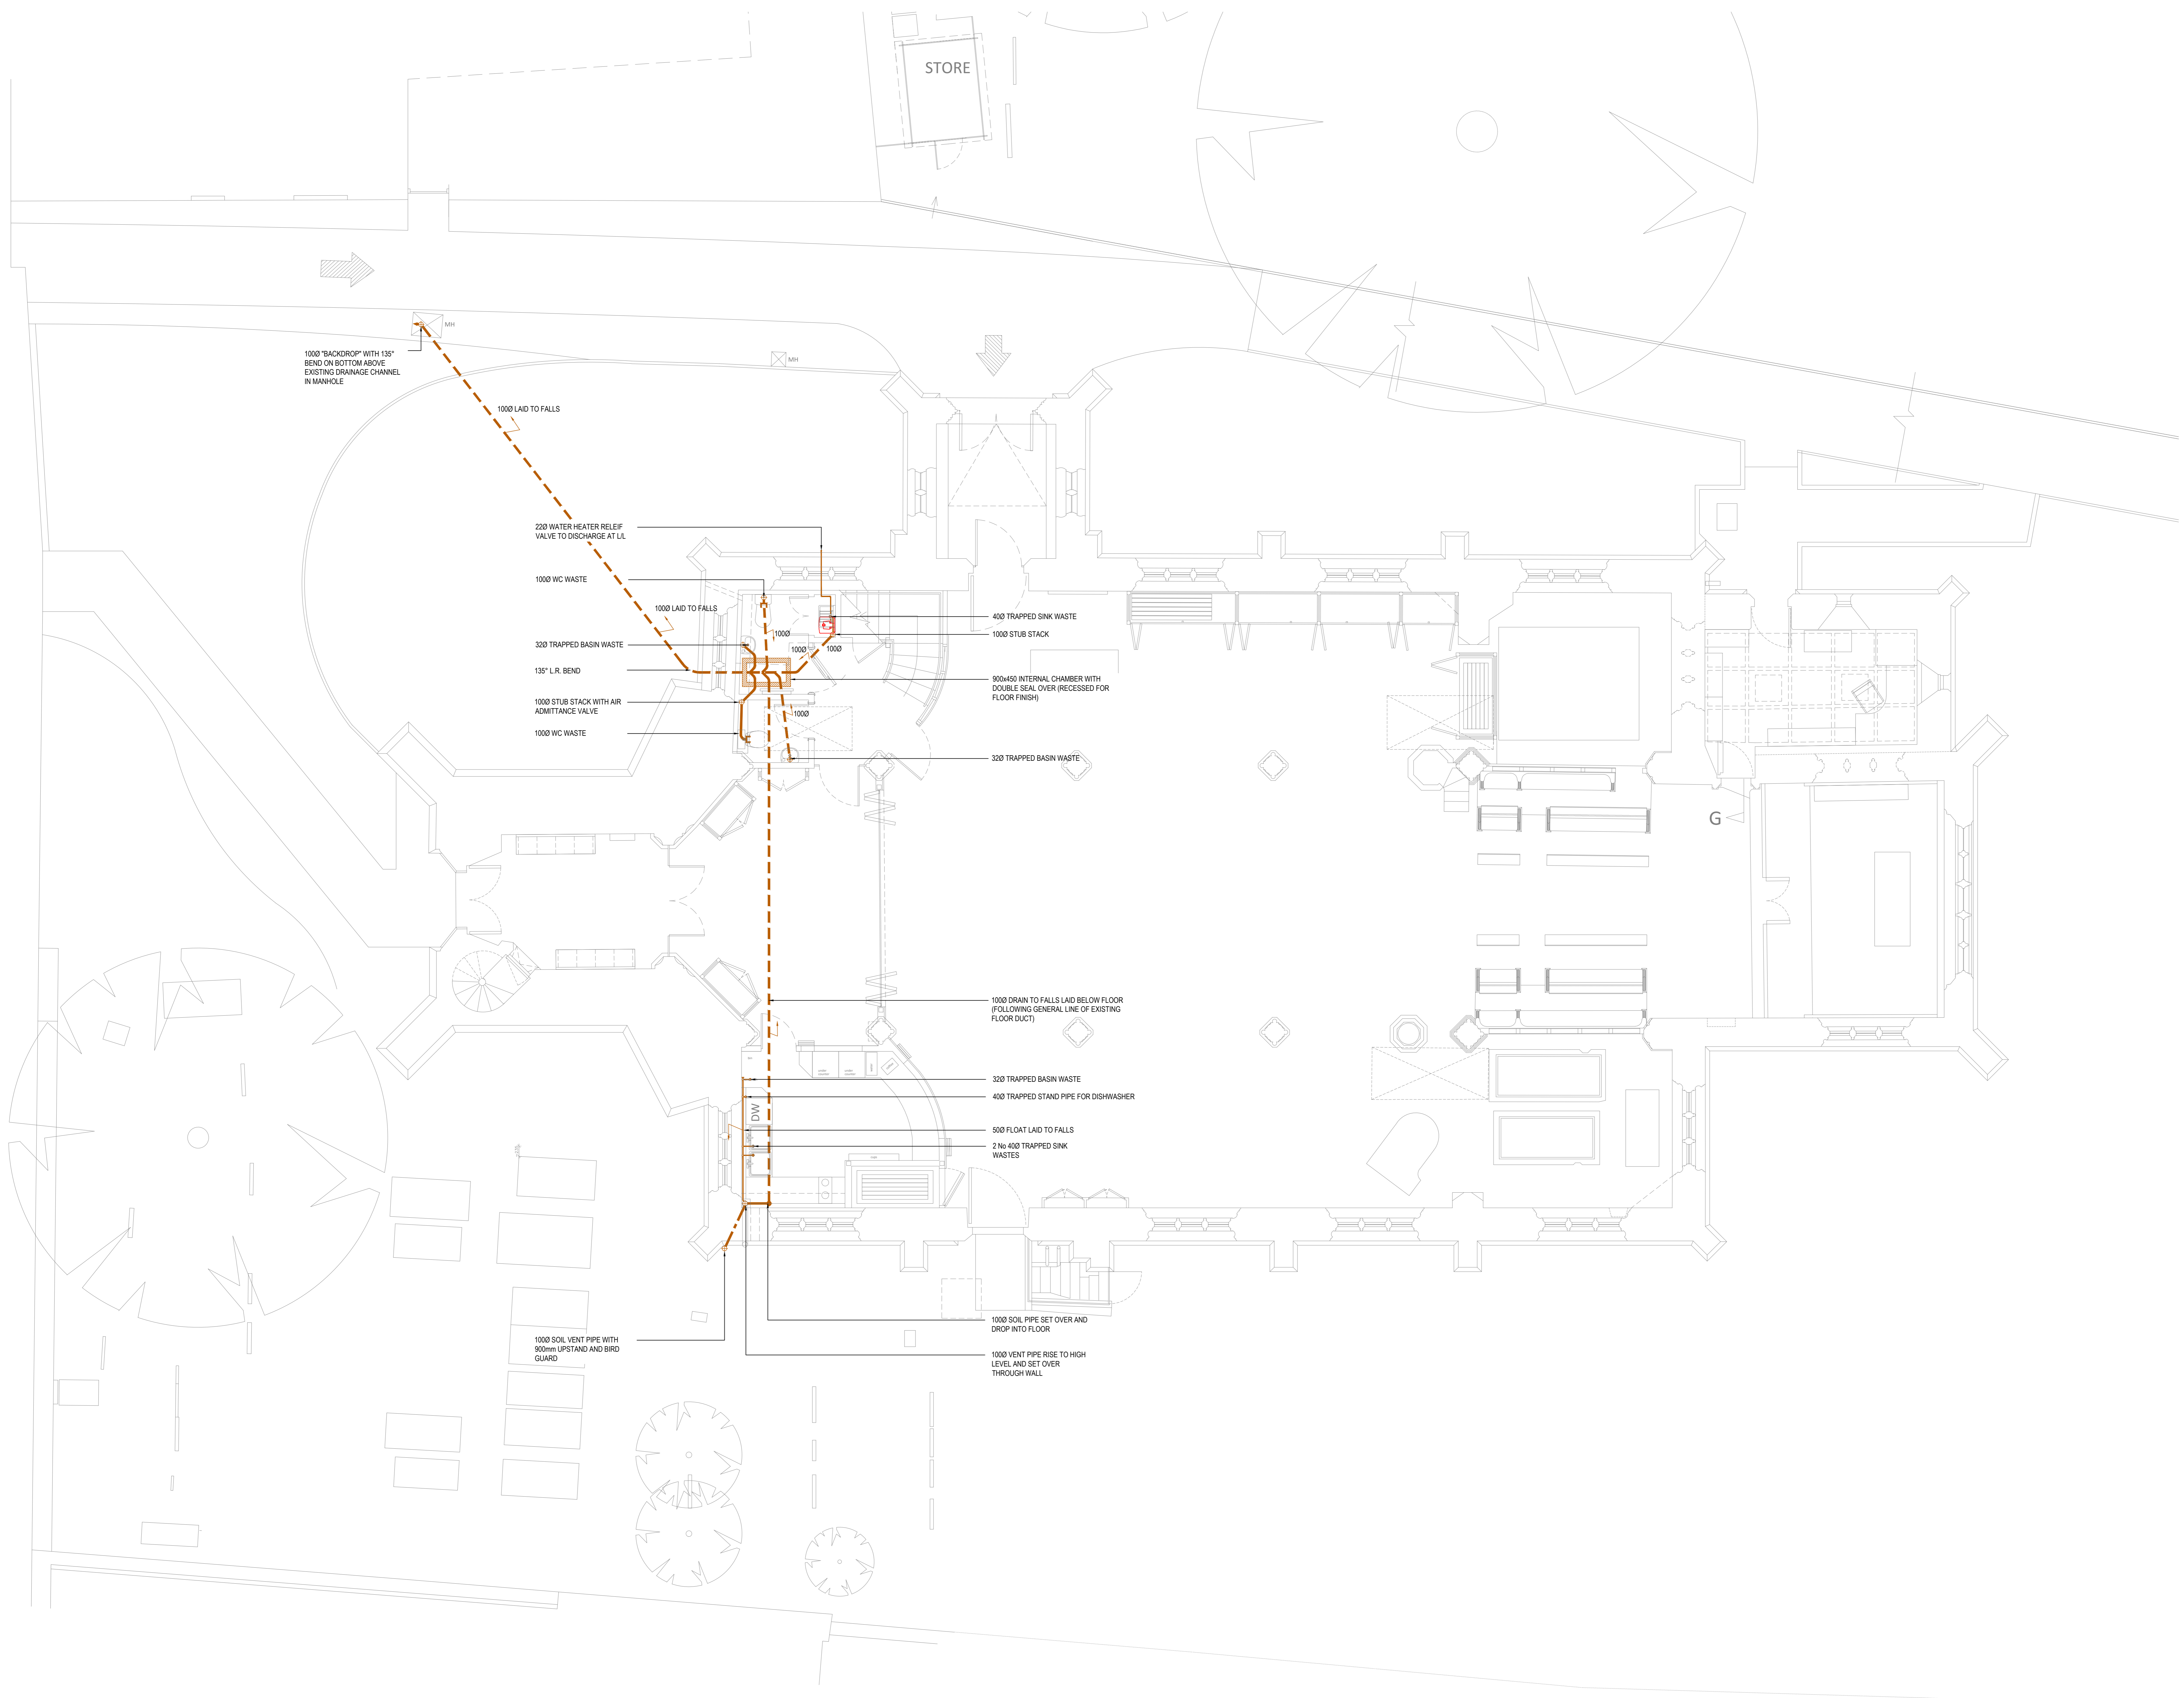 STORE
MH
MH
100Ø "BACKDROP" WITH 135°
BEND ON BOTTOM ABOVE
EXISTING DRAINAGE CHANNEL
IN MANHOLE
100Ø LAID TO FALLS
22Ø WATER HEATER RELEIF
VALVE TO DISCHARGE AT L/L
100Ø WC WASTE
100Ø LAID TO FALLS
40Ø TRAPPED SINK WASTE
100Ø
100Ø STUB STACK
32Ø TRAPPED BASIN WASTE
100Ø
100Ø
135° L.R. BEND
900x450 INTERNAL CHAMBER WITH
DOUBLE SEAL OVER (RECESSED FOR
FLOOR FINISH)
100Ø STUB STACK WITH AIR
ADMITTANCE VALVE
100Ø
100Ø WC WASTE
32Ø TRAPPED BASIN WASTE
G
100Ø DRAIN TO FALLS LAID BELOW FLOOR
(FOLLOWING GENERAL LINE OF EXISTING
FLOOR DUCT)
32Ø TRAPPED BASIN WASTE
40Ø TRAPPED STAND PIPE FOR DISHWASHER
DW
50Ø FLOAT LAID TO FALLS
2 No 40Ø TRAPPED SINK
WASTES
100Ø SOIL PIPE SET OVER AND
DROP INTO FLOOR
100Ø SOIL VENT PIPE WITH
900mm UPSTAND AND BIRD
GUARD
100Ø VENT PIPE RISE TO HIGH
LEVEL AND SET OVER
THROUGH WALL